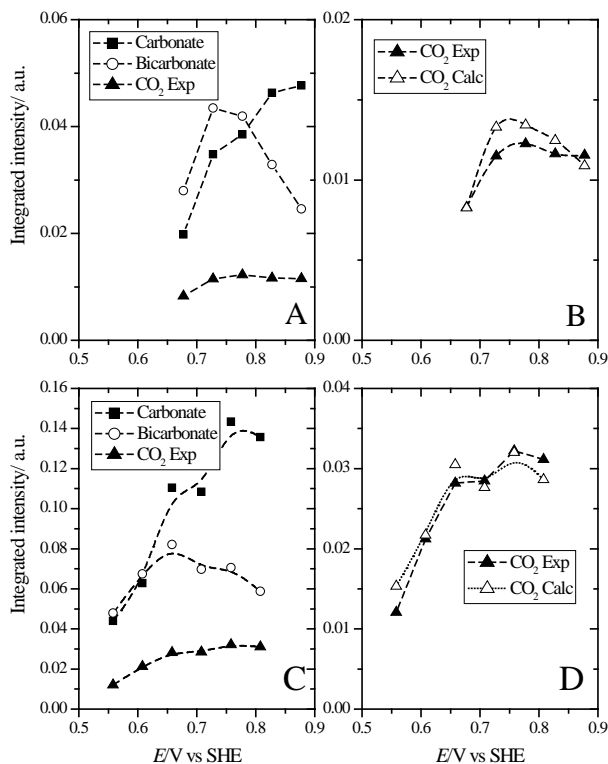 Integrated intensity/ a.u.
0.06
0.04
0.02
0.00
Carbonate
Bicarbonate
CO2 Exp
A
0.5 0.6 0.7 0.8 0.9
0.02
0.01
0.00
CO2 Exp
CO2 Calc
B
0.5 0.6 0.7 0.8 0.9
Integrated intensity/ a.u.
0.16
0.14
0.12
0.10
0.08
0.06
0.04
0.02
0.00
Carbonate
Bicarbonate
CO2 Exp
C
0.5 0.6 0.7 0.8 0.9
E/V vs SHE
0.04
0.03
0.02
0.01
0.00
CO2 Exp
CO2 Calc
D
0.5 0.6 0.7 0.8 0.9
E/V vs SHE